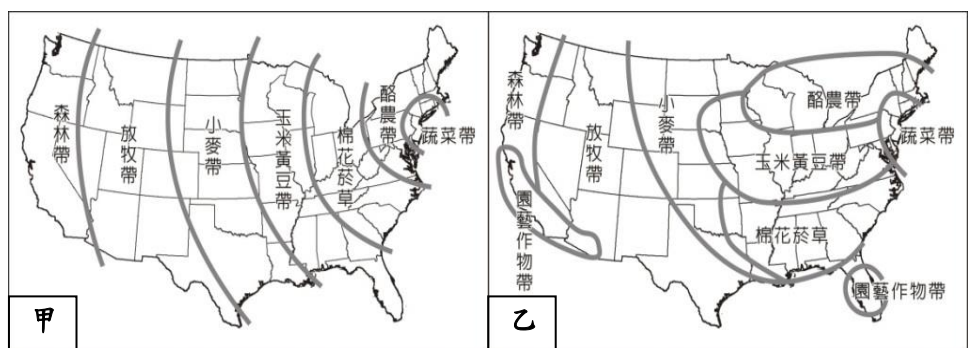 森林帶
放牧帶
小麥帶
玉米黃豆帶
棉花菸草
酪農帶
蔬菜帶
甲
森林帶
放牧帶
小麥帶
酪農帶
蔬菜帶
玉米黃豆帶
棉花菸草
園藝作物帶
園藝作物帶
乙